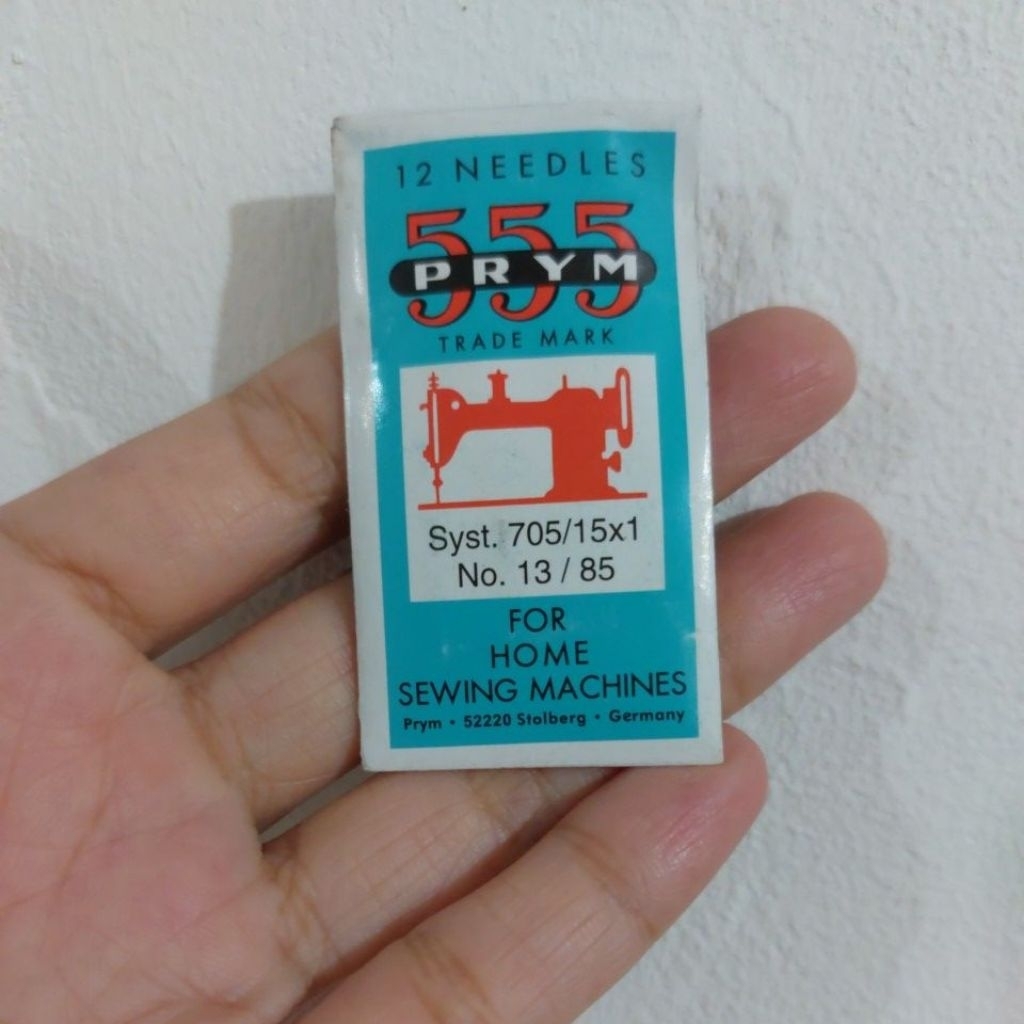 12 NEEDLES
555
PRYM
TRADE MARK
Syst. 705/15x1
No. 13 / 85
FOR
HOME
SEWING MACHINES
Prym • 52220 Stolberg • Germany